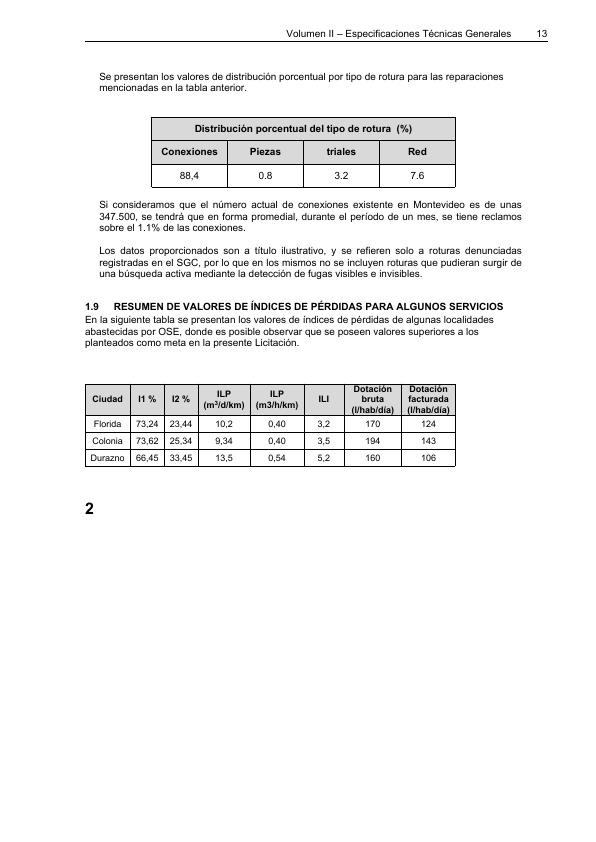 Volumen II – Especificaciones Técnicas Generales 13
Se presentan los valores de distribución porcentual por tipo de rotura para las reparaciones
mencionadas en la tabla anterior.
Distribución porcentual del tipo de rotura (%)
Conexiones Piezas triales Red
88,4 0.8 3.2 7.6
Si consideramos que el número actual de conexiones existente en Montevideo es de unas
347.500, se tendrá que en forma promedial, durante el período de un mes, se tiene reclamos
sobre el 1.1% de las conexiones.
Los datos proporcionados son a título ilustrativo, y se refieren solo a roturas denunciadas
registradas en el SGC, por lo que en los mismos no se incluyen roturas que pudieran surgir de
una búsqueda activa mediante la detección de fugas visibles e invisibles.
1.9 RESUMEN DE VALORES DE ÍNDICES DE PÉRDIDAS PARA ALGUNOS SERVICIOS
En la siguiente tabla se presentan los valores de índices de pérdidas de algunas localidades
abastecidas por OSE, donde es posible observar que se poseen valores superiores a los
planteados como meta en la presente Licitación.
Ciudad I1 % I2 % ILP (m³/d/km) ILP (m3/h/km) ILI Dotación bruta (l/hab/día) Dotación facturada (l/hab/día)
Florida 73,24 23,44 10,2 0,40 3,2 170 124
Colonia 73,62 25,34 9,34 0,40 3,5 194 143
Durazno 66,45 33,45 13,5 0,54 5,2 160 106
2